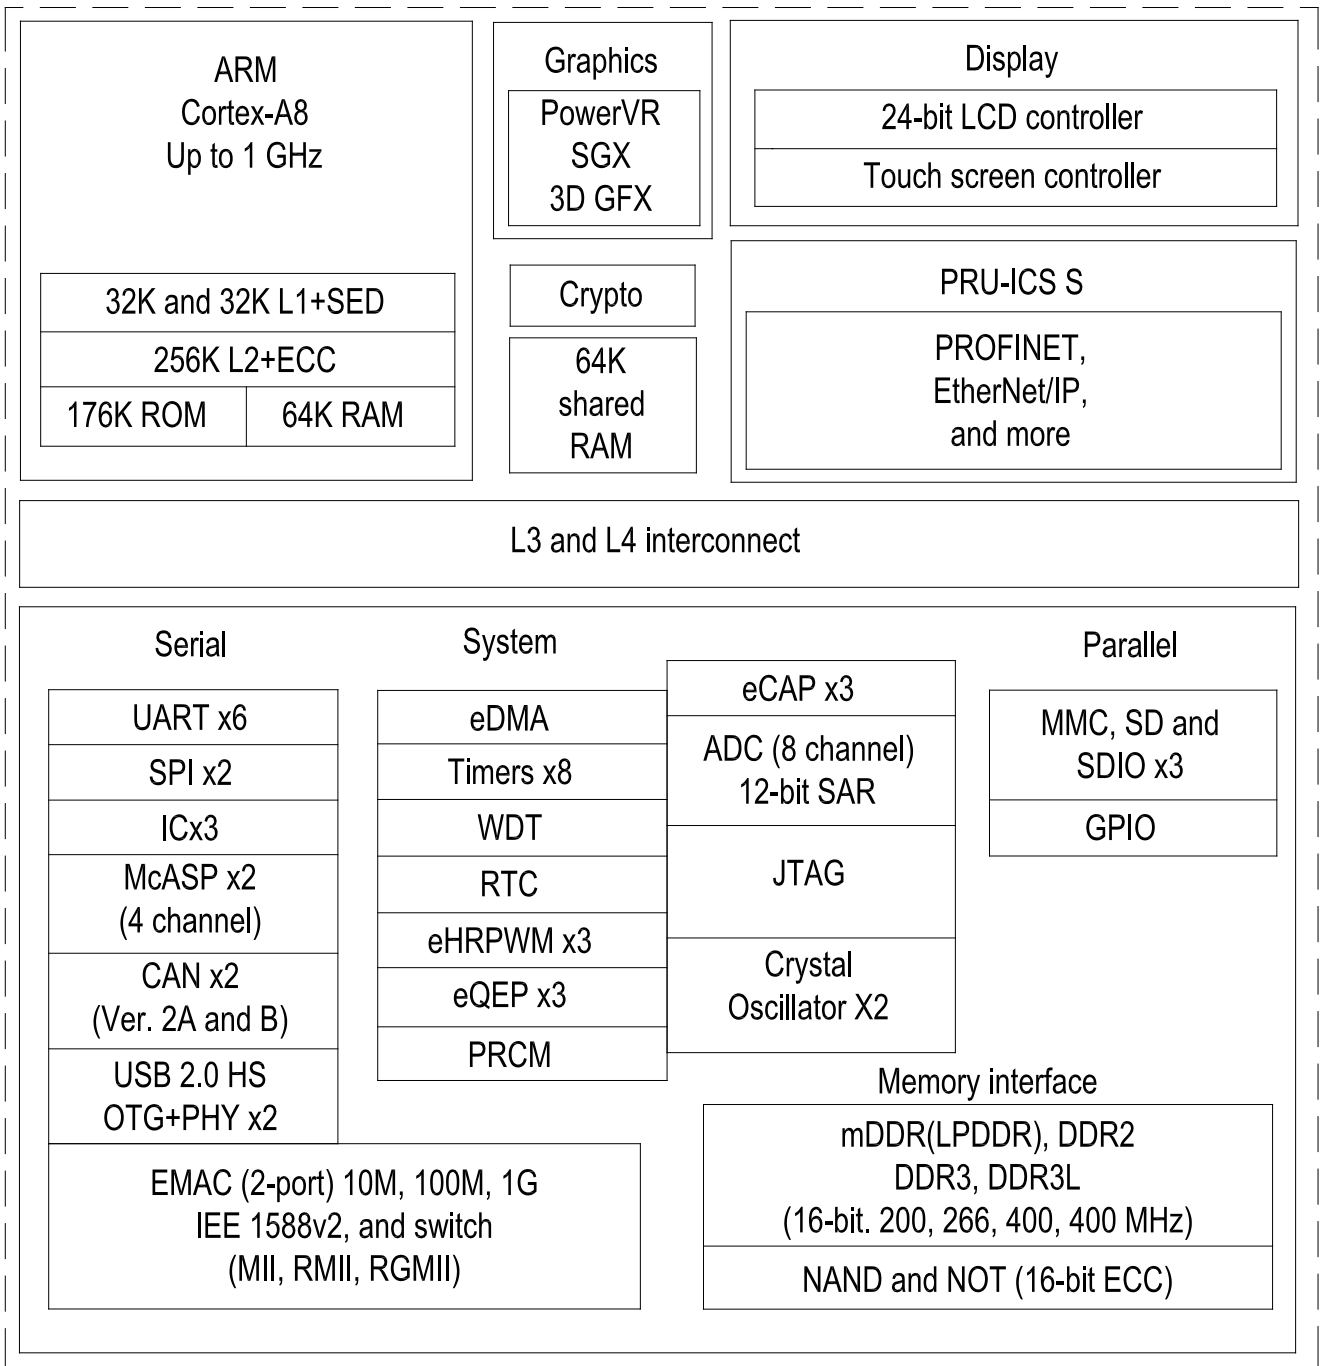 ARM
Cortex-A8
Up to 1 GHz
32K and 32K L1+SED
256K L2+ECC
176K ROM
64K RAM
Graphics
PowerVR
SGX
3D GFX
Crypto
64K
shared
RAM
Display
24-bit LCD controller
Touch screen controller
PRU-ICS S
PROFINET,
EtherNet/IP,
and more
L3 and L4 interconnect
Serial
UART x6
SPI x2
ICx3
McASP x2
(4 channel)
CAN x2
(Ver. 2A and B)
USB 2.0 HS
OTG+PHY x2
EMAC (2-port) 10M, 100M, 1G
IEE 1588v2, and switch
(MII, RMII, RGMII)
System
eDMA
Timers x8
WDT
RTC
eHRPWM x3
eQEP x3
PRCM
eCAP x3
ADC (8 channel)
12-bit SAR
JTAG
Crystal
Oscillator X2
Parallel
MMC, SD and
SDIO x3
GPIO
Memory interface
mDDR(LPDDR), DDR2
DDR3, DDR3L
(16-bit. 200, 266, 400, 400 MHz)
NAND and NOT (16-bit ECC)